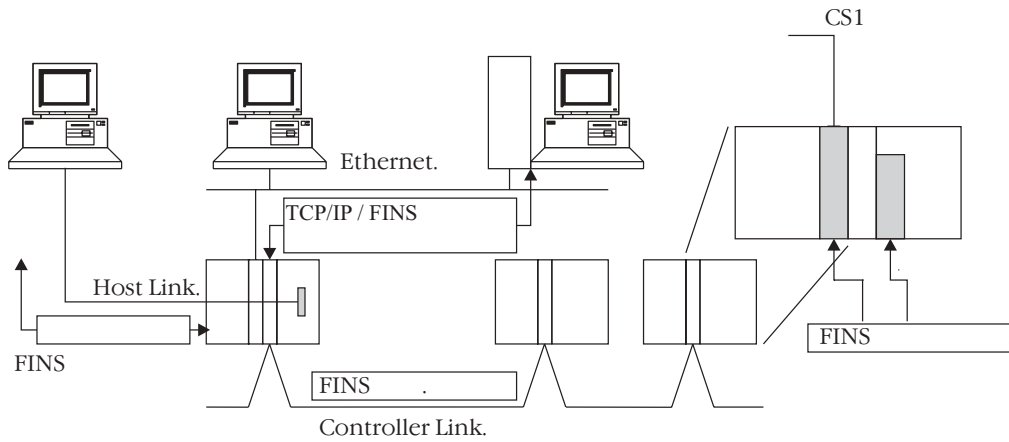 CS1
Ethernet.
TCP/IP / FINS
Host Link.
FINS
FINS
FINS .
Controller Link.